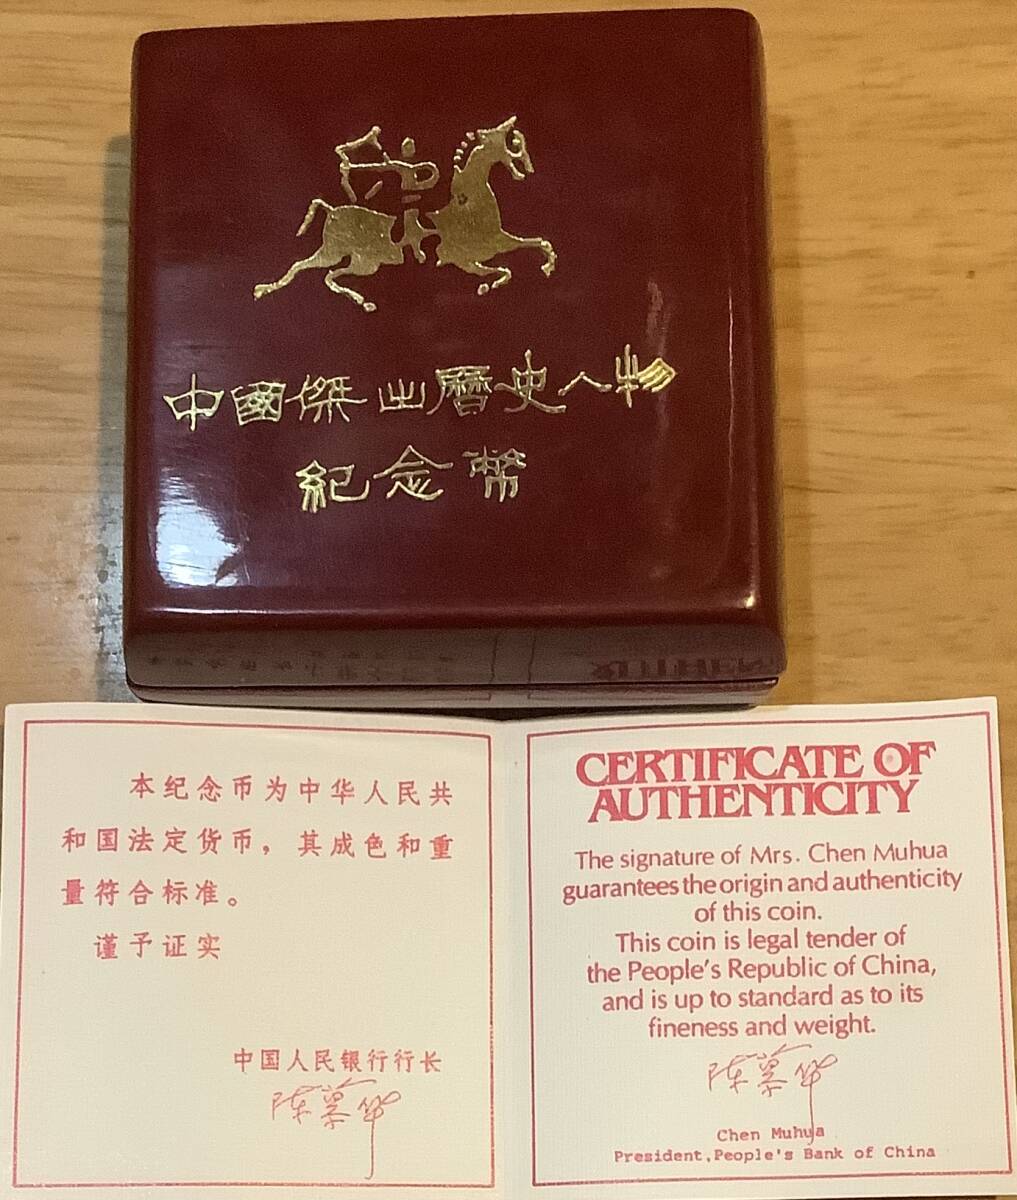 中國傑出曆史人物
紀念幣
本纪念币为中华人民共
和国法定货币，其成色和重
量符合标准。
谨予证实
中国人民银行行长
陈慕华
CERTIFICATE OF
AUTHENTICITY
The signature of Mrs. Chen Muhua
guarantees the origin and authenticity
of this coin.
This coin is legal tender of
the People's Republic of China,
and is up to standard as to its
fineness and weight.
陈慕华
Chen Muhua
President, People's Bank of China